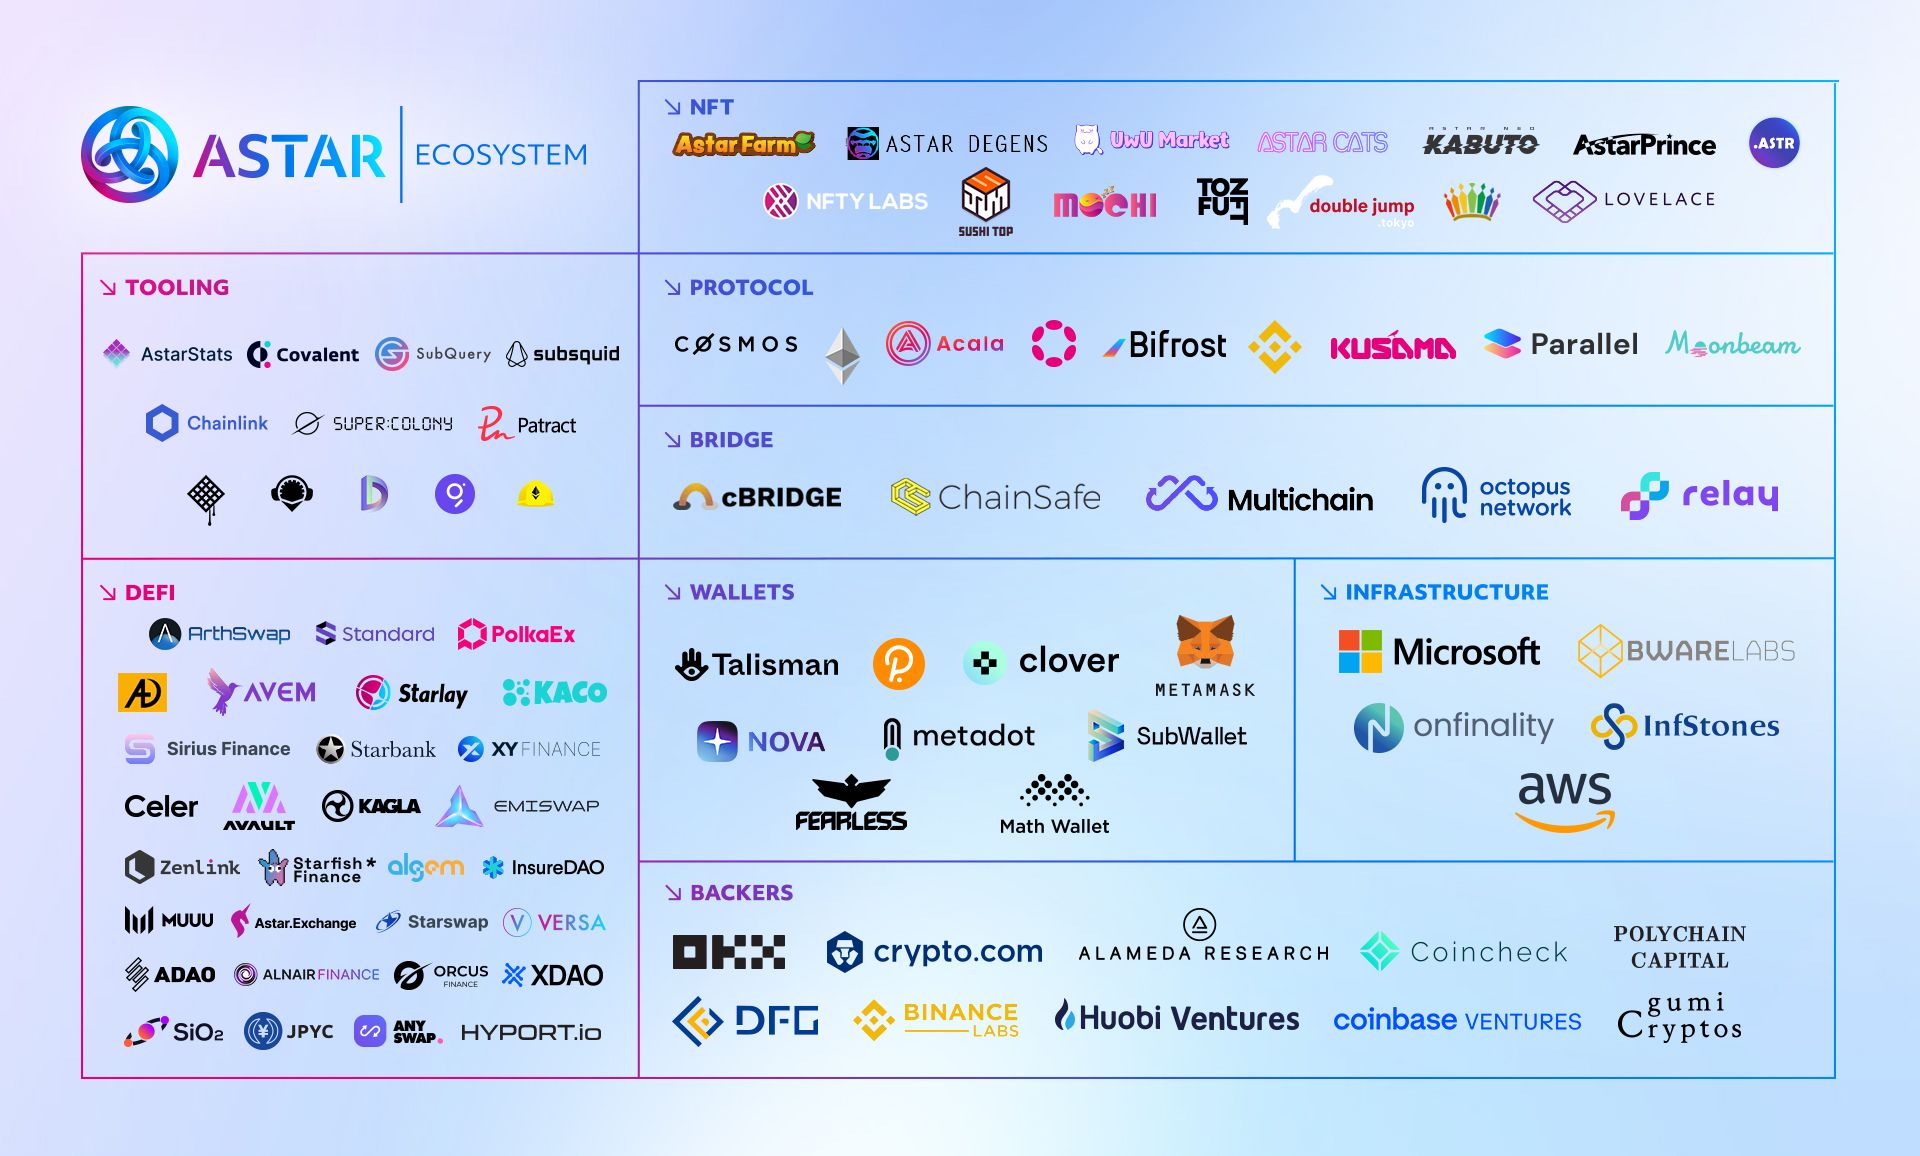 ASTAR ECOSYSTEM
NFT
AstarFarm ASTAR DEGENS UwU Market ASTAR CATS ASTAR NEO KABUTO AstarPrince .ASTR
NFTY LABS SUSHI TOP MOCHI TOFU double jump .tokyo LOVELACE
TOOLING
AstarStats Covalent SubQuery subsquid
Chainlink SUPER:COLONY Patract
PROTOCOL
COSMOS Acala Bifrost KUSAMA Parallel Moonbeam
BRIDGE
cBRIDGE ChainSafe Multichain octopus network relay
DEFI
ArthSwap Standard PolkaEx
AVEM Starlay KACO
Sirius Finance Starbank XY FINANCE
Celer AVAULT KAGLA EMISWAP
Zenlink Starfish* Finance algem InsureDAO
MUUU Astar.Exchange Starswap V VERSA
ADAO ALNAIR FINANCE ORCUS FINANCE XDAO
SiO2 JPYC ANY SWAP. HYPORT.io
WALLETS
Talisman clover METAMASK
NOVA metadot SubWallet
FEARLESS Math Wallet
INFRASTRUCTURE
Microsoft BWARELABS
onfinality InfStones
aws
BACKERS
OKX crypto.com ALAMEDA RESEARCH Coincheck POLYCHAIN CAPITAL
DFG BINANCE LABS Huobi Ventures coinbase VENTURES gumi Cryptos